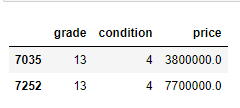 grade condition price
7035 13 4 3800000.0
7252 13 4 7700000.0